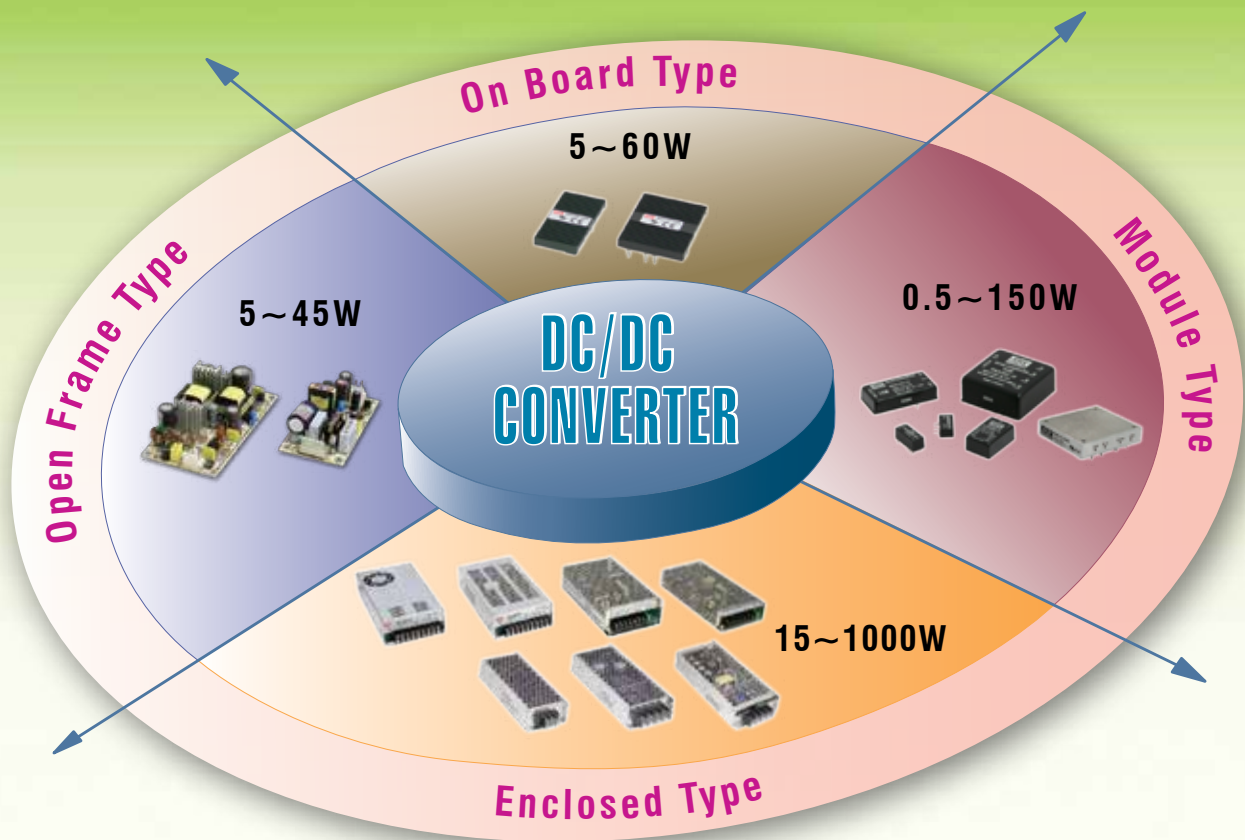 On Board Type
5~60W
Open Frame Type
5~45W
Module Type
0.5~150W
DC/DC
CONVERTER
15~1000W
Enclosed Type